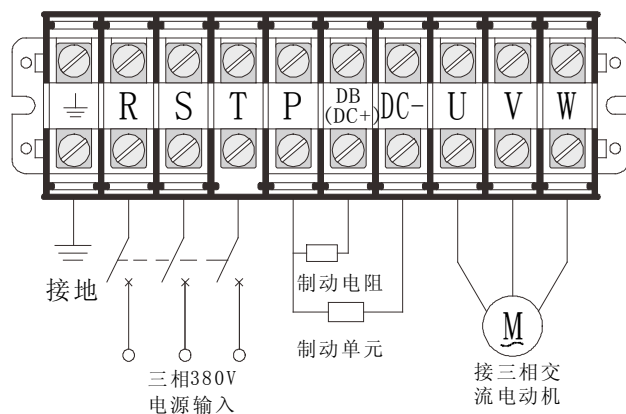 R S T P DB (DC+) DC- U V W
接地
制动电阻
制动单元
三相380V
电源输入
M
接三相交
流电动机